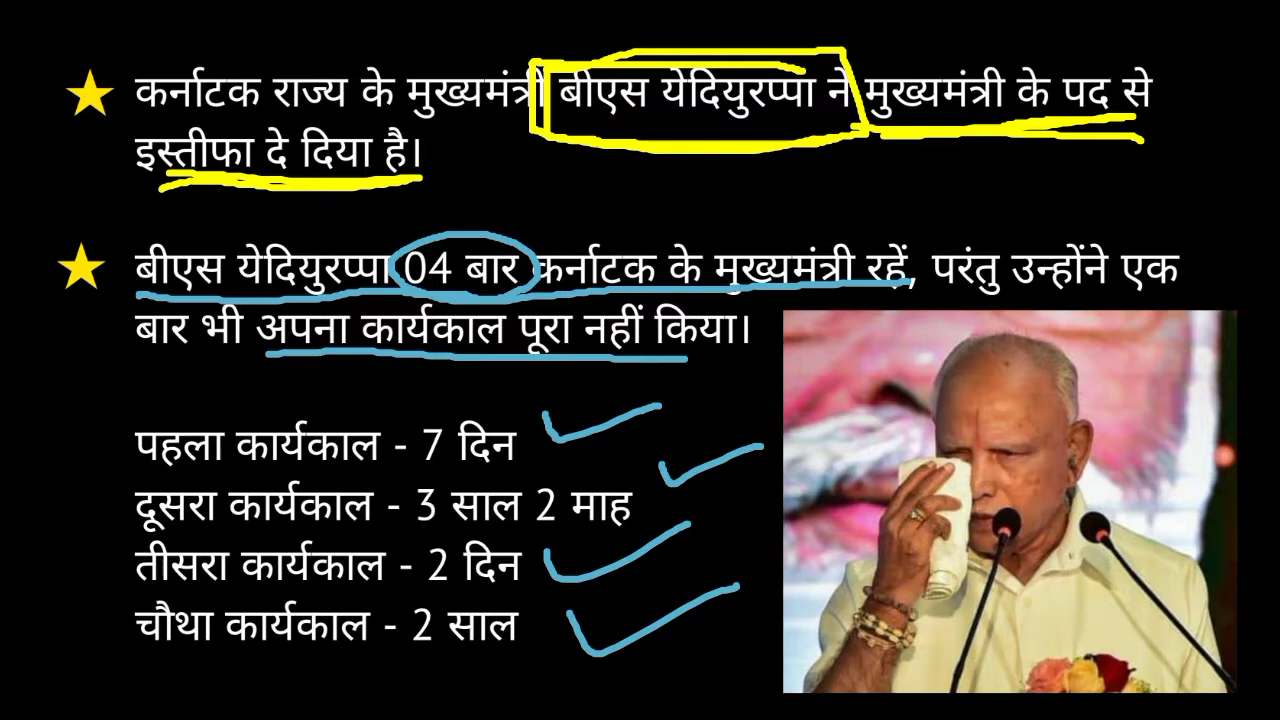 कर्नाटक राज्य के मुख्यमंत्री बीएस येदियुरप्पा ने मुख्यमंत्री के पद से
इस्तीफा दे दिया है।
बीएस येदियुरप्पा 04 बार कर्नाटक के मुख्यमंत्री रहें, परंतु उन्होंने एक
बार भी अपना कार्यकाल पूरा नहीं किया।
पहला कार्यकाल - 7 दिन
दूसरा कार्यकाल - 3 साल 2 माह
तीसरा कार्यकाल - 2 दिन
चौथा कार्यकाल - 2 साल